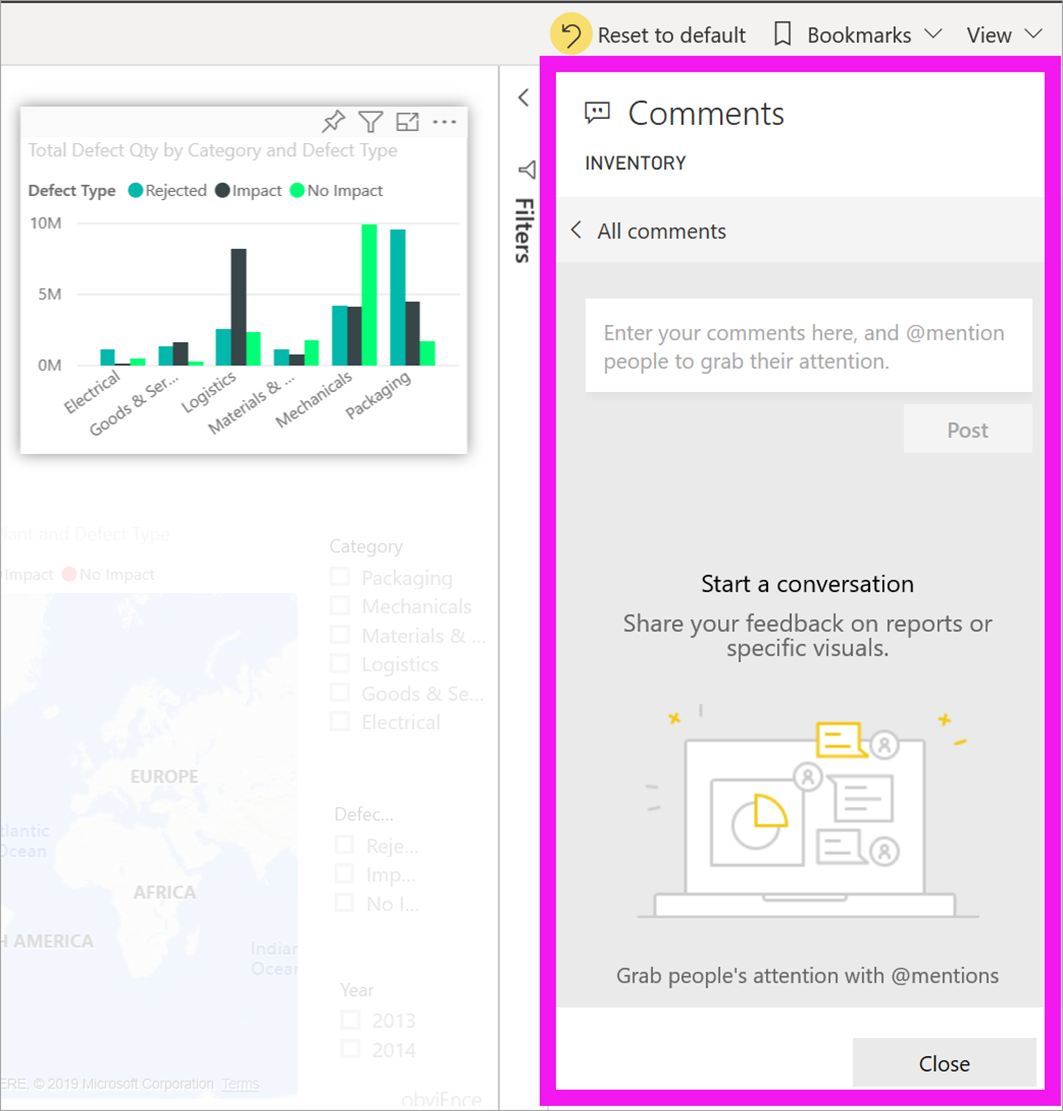 Reset to default
Bookmarks
View
Total Defect Qty by Category and Defect Type
Defect Type Rejected Impact No Impact
10M
5M
0M
Electrical
Goods & Ser...
Logistics
Materials & ...
Mechanicals
Packaging
Filters
Comments
INVENTORY
All comments
Enter your comments here, and @mention
people to grab their attention.
Post
Start a conversation
Share your feedback on reports or
specific visuals.
Grab people's attention with @mentions
Close
lant and Defect Type
Impact No Impact
EUROPE
AFRICA
tlantic
Ocean
H AMERICA
Indian
Ocean
ERE, © 2019 Microsoft Corporation Terms
Category
Packaging
Mechanicals
Materials & ...
Logistics
Goods & Se...
Electrical
Defec...
Reje...
Imp...
No I...
Year
2013
2014
obviEnce